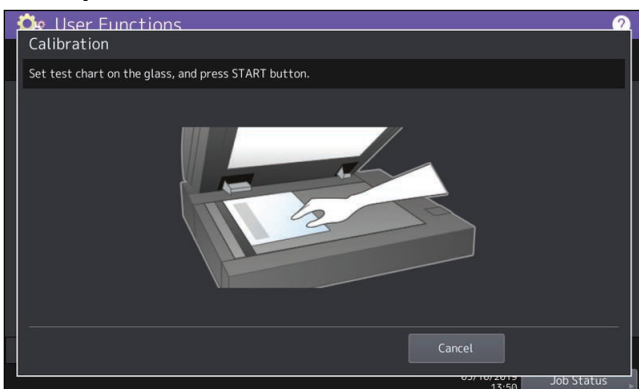 User Functions
?
Calibration
Set test chart on the glass, and press START button.
Cancel
13:50
Job Status